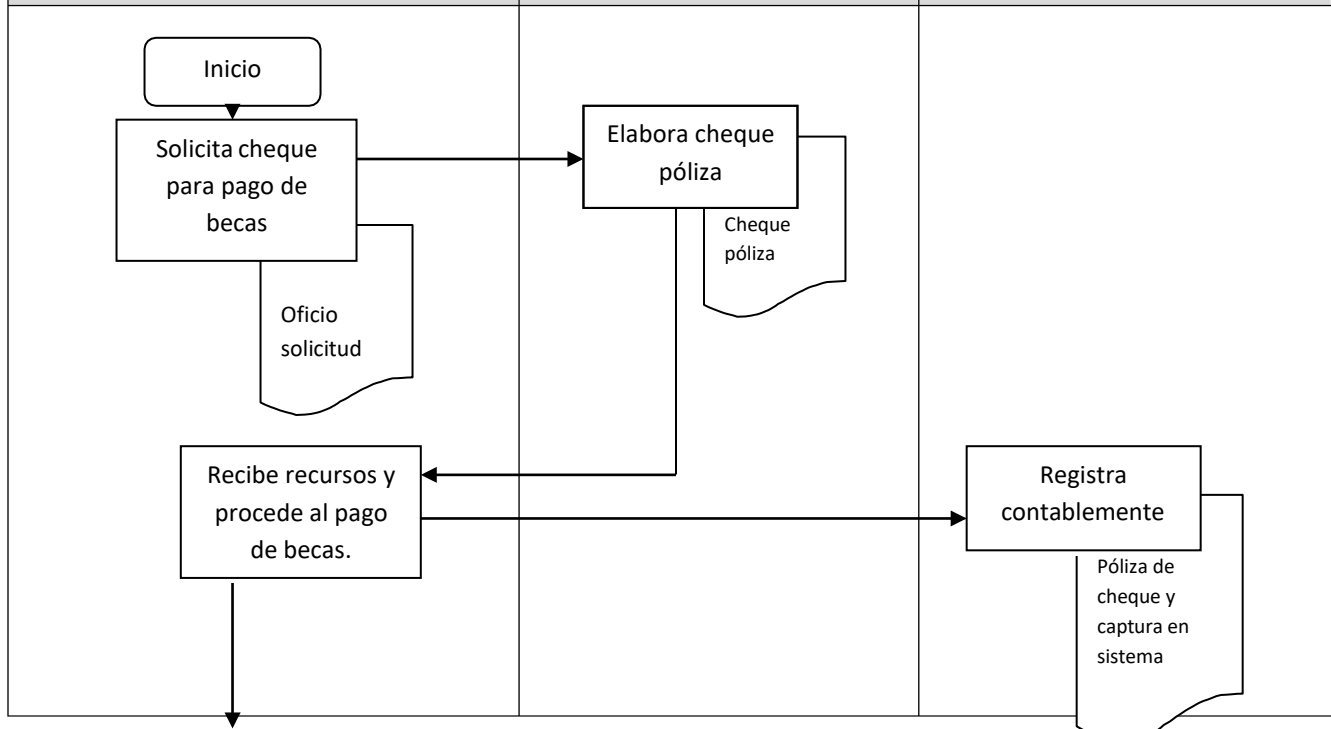 Inicio
Solicita cheque
para pago de
becas
Oficio
solicitud
Elabora cheque
póliza
Cheque
póliza
Recibe recursos y
procede al pago
de becas.
Registra
contablemente
Póliza de
cheque y
captura en
sistema